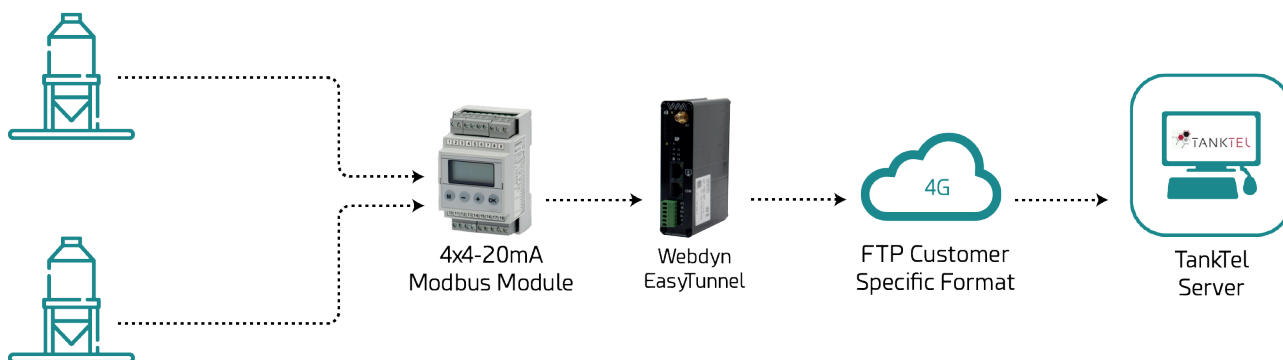 4x4-20mA
Modbus Module
Webdyn
EasyTunnel
4G
FTP Customer
Specific Format
TANKTEL
TankTel
Server